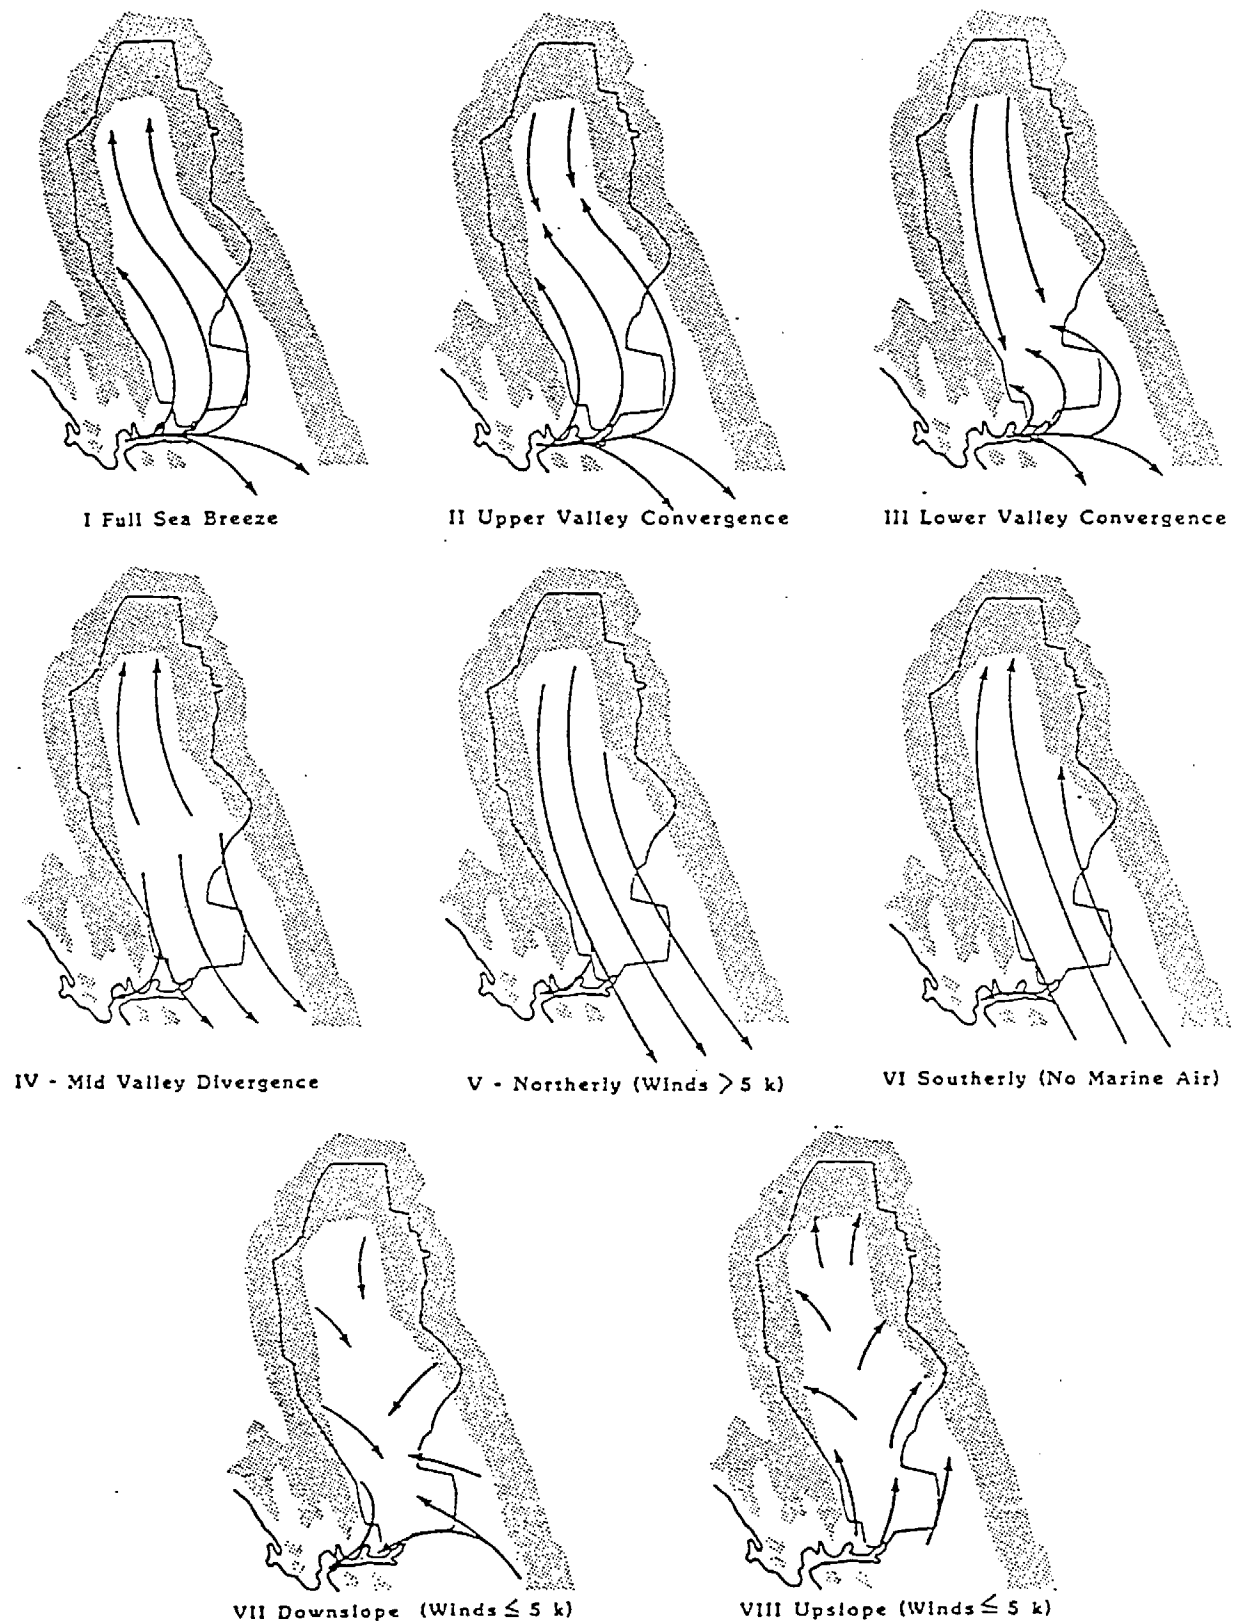 I Full Sea Breeze
II Upper Valley Convergence
III Lower Valley Convergence
IV - Mid Valley Divergence
V - Northerly (Winds > 5 k)
VI Southerly (No Marine Air)
VII Downslope (Winds ≦ 5 k)
VIII Upslope (Winds ≦ 5 k)